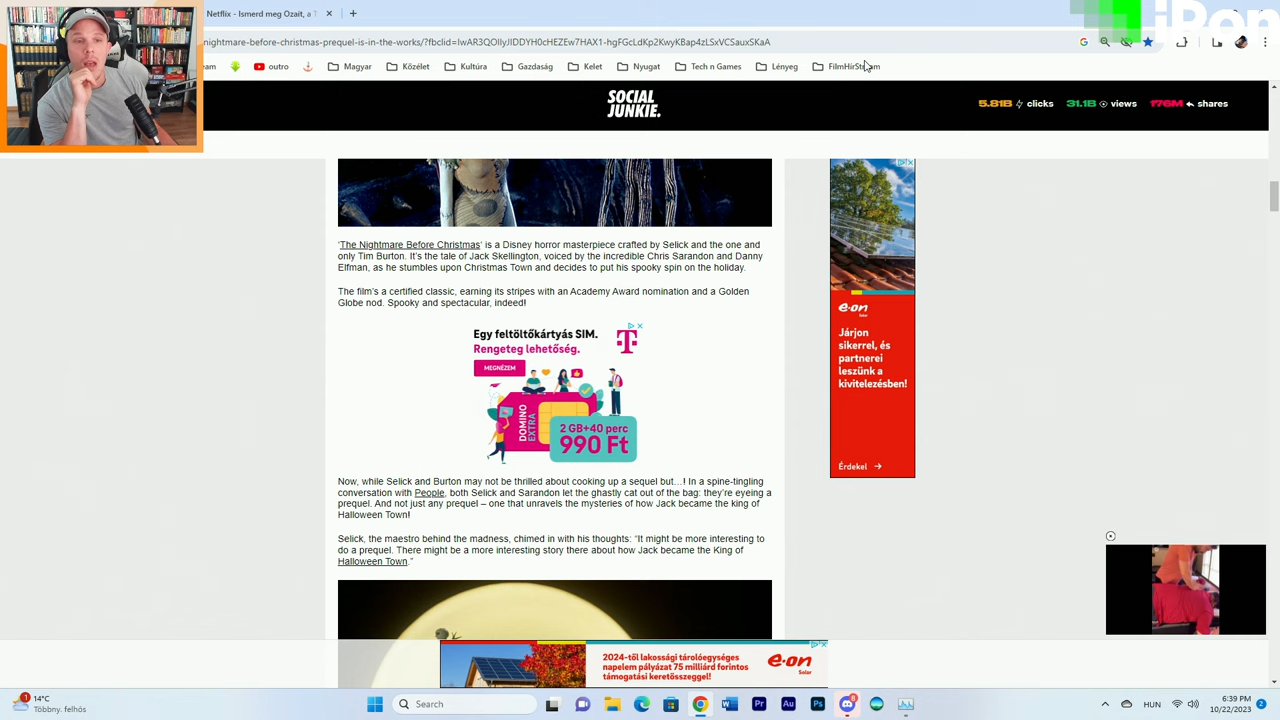 Netflix - Ismerd meg Ozait, a T
iPon
nightmare-before-christmas-prequel-is-in-the-works/?fbclid=IwAR3QOIlyJIDDYH0cHEZEw7HAX1-hgFGcLdKp2KwyKBap4zLSxVCSauxSKaA
eam
outro
Magyar
Közélet
Kultúra
Gazdaság
Kelet
Nyugat
Tech n Games
Lényeg
FilmHírStream
SOCIAL
JUNKIE.
5.81B clicks 31.1B views 176M shares
'The Nightmare Before Christmas' is a Disney horror masterpiece crafted by Selick and the one and
only Tim Burton. It's the tale of Jack Skellington, voiced by the incredible Chris Sarandon and Danny
Elfman, as he stumbles upon Christmas Town and decides to put his spooky spin on the holiday.
The film's a certified classic, earning its stripes with an Academy Award nomination and a Golden
Globe nod. Spooky and spectacular, indeed!
Egy feltöltőkártyás SIM.
Rengeteg lehetőség.
MEGNÉZEM
T
DOMINO
EXTRA
2 GB+40 perc
990 Ft
e·on
Solar
Járjon
sikerrel, és
partnerei
leszünk a
kivitelezésben!
Érdekel →
Now, while Selick and Burton may not be thrilled about cooking up a sequel but…! In a spine-tingling
conversation with People, both Selick and Sarandon let the ghastly cat out of the bag: they're eyeing a
prequel. And not just any prequel – one that unravels the mysteries of how Jack became the king of
Halloween Town!
Selick, the maestro behind the madness, chimed in with his thoughts: "It might be more interesting to
do a prequel. There might be a more interesting story there about how Jack became the King of
Halloween Town."
2024-től lakossági tárolóegységes
napelem pályázat 75 milliárd forintos
támogatási keretösszeggel!
e·on
Solar
1
14°C
Többny. felhős
Search
W
Pr
Au
Ps
HUN
6:39 PM
10/22/2023
2